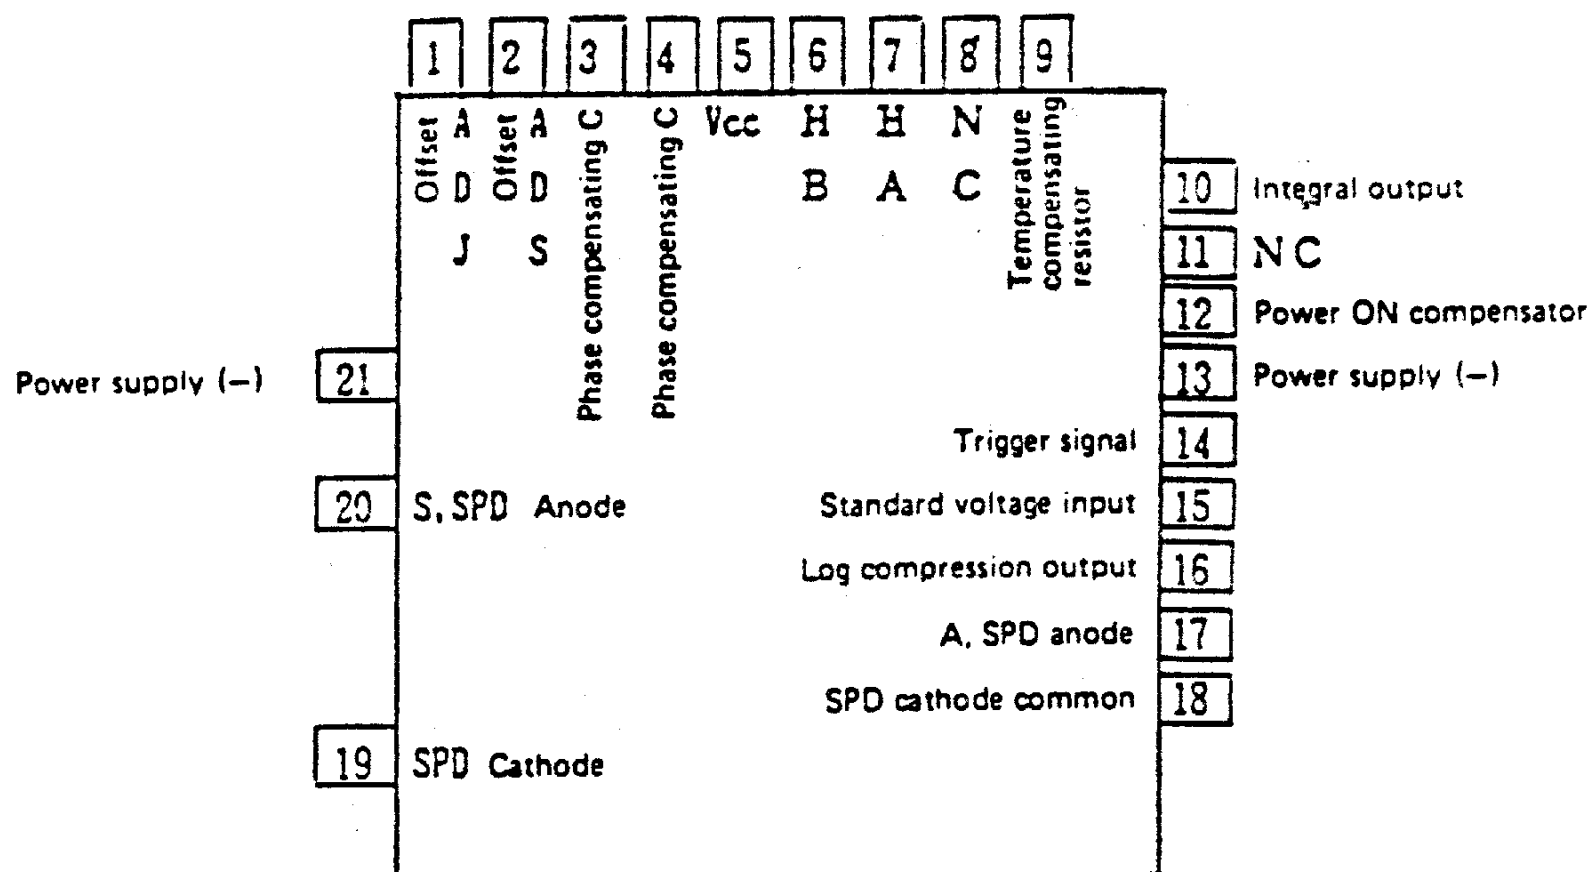 1 2 3 4 5 6 7 8 9
Offset
A D J
Offset
A D S
Phase compensating C
Phase compensating C
Vcc
H B
H A
N C
Temperature
compensating
resistor
10 Integral output
11 NC
12 Power ON compensator
13 Power supply (−)
Trigger signal 14
Standard voltage input 15
Log compression output 16
A, SPD anode 17
SPD cathode common 18
Power supply (−) 21
20 S, SPD Anode
19 SPD Cathode